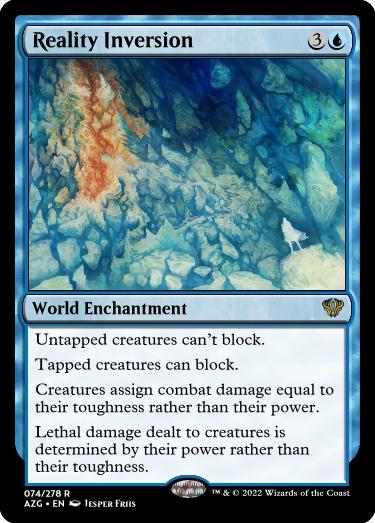 Reality Inversion 3
World Enchantment
Untapped creatures can't block.
Tapped creatures can block.
Creatures assign combat damage equal to
their toughness rather than their power.
Lethal damage dealt to creatures is
determined by their power rather than
their toughness.
074/278 R
AZG • EN JESPER FRIIS
™ & © 2022 Wizards of the Coast